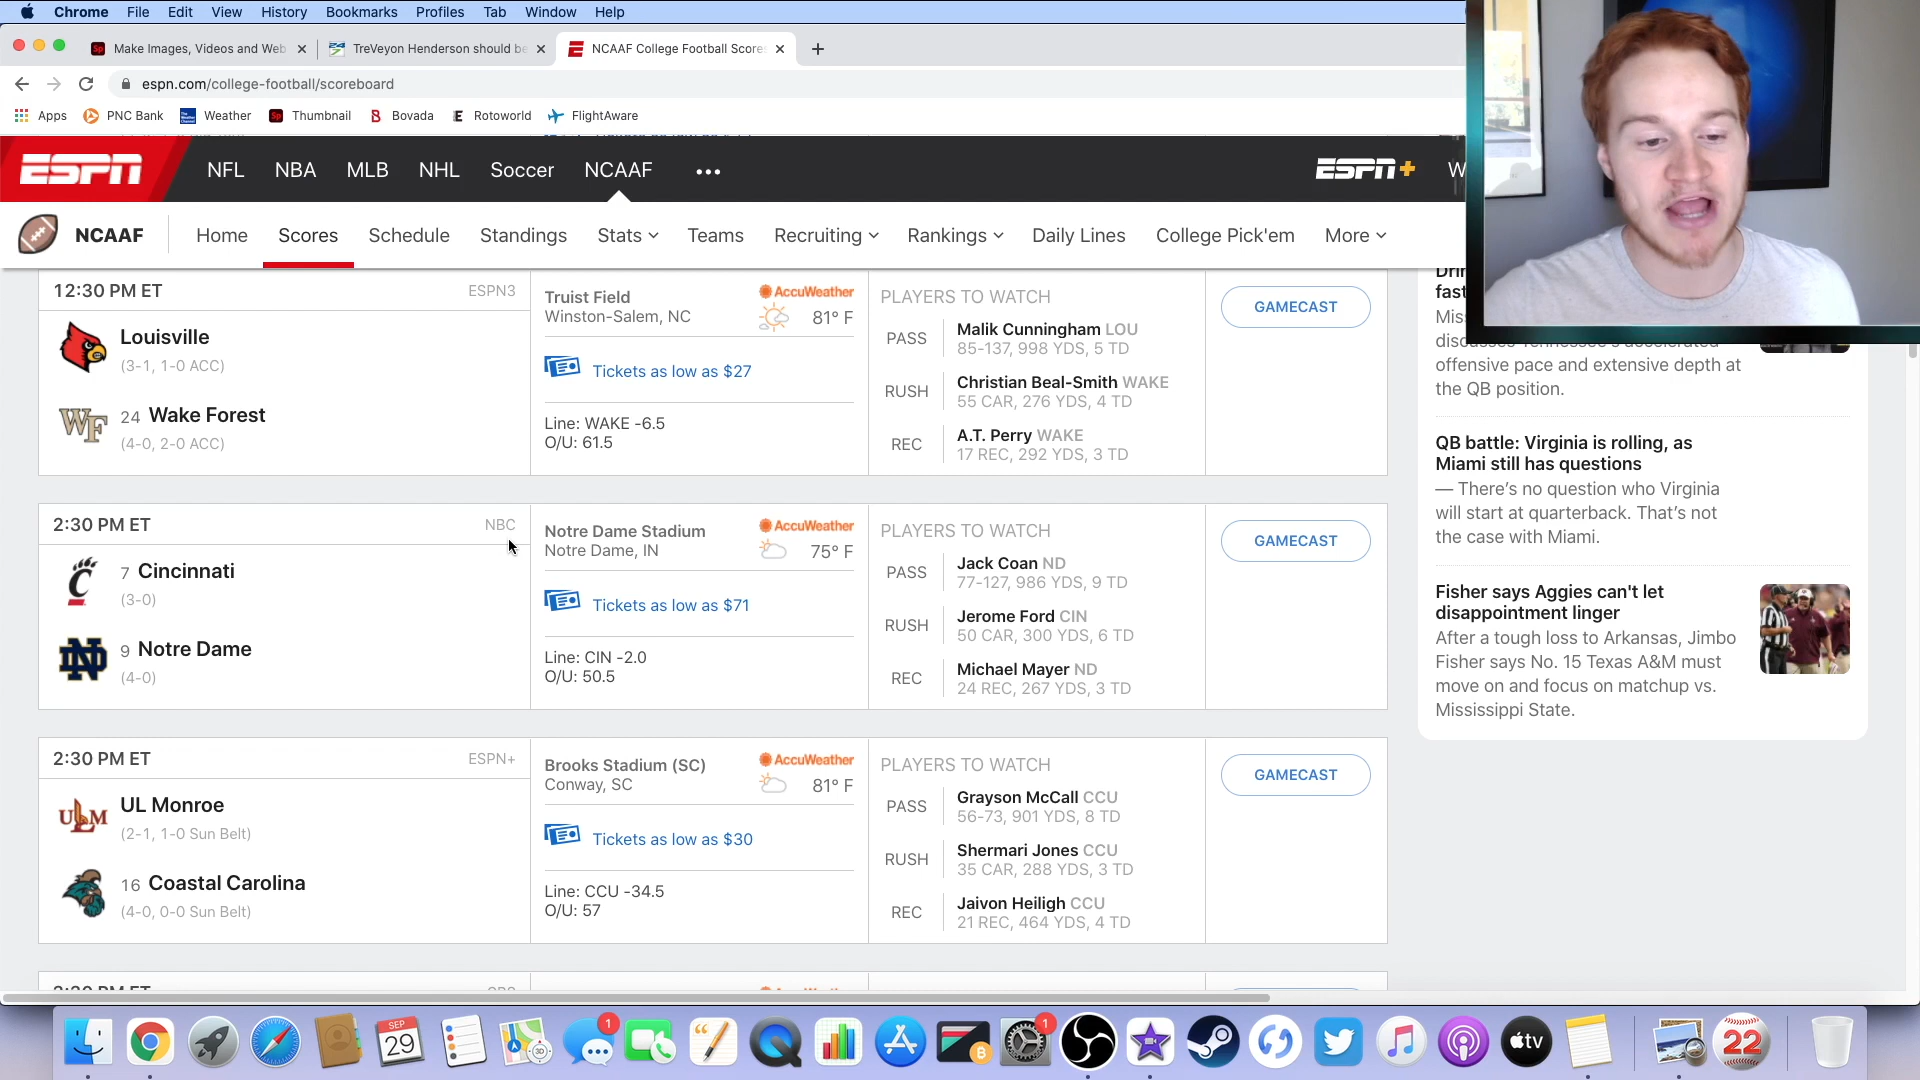 Chrome File Edit View History Bookmarks Profiles Tab Window Help
Make Images, Videos and Web
TreVeyon Henderson should be
NCAAF College Football Scores
espn.com/college-football/scoreboard
Apps PNC Bank Weather Thumbnail Bovada Rotoworld FlightAware
ESPN NFL NBA MLB NHL Soccer NCAAF ••• ESPN+ W
NCAAF Home Scores Schedule Standings Stats Teams Recruiting Rankings Daily Lines College Pick'em More
12:30 PM ET ESPN3
Louisville
(3-1, 1-0 ACC)
WF 24 Wake Forest
(4-0, 2-0 ACC)
Truist Field
Winston-Salem, NC
AccuWeather
81° F
Tickets as low as $27
Line: WAKE -6.5
O/U: 61.5
PLAYERS TO WATCH
PASS Malik Cunningham LOU
85-137, 998 YDS, 5 TD
RUSH Christian Beal-Smith WAKE
55 CAR, 276 YDS, 4 TD
REC A.T. Perry WAKE
17 REC, 292 YDS, 3 TD
GAMECAST
2:30 PM ET NBC
7 Cincinnati
(3-0)
9 Notre Dame
(4-0)
Notre Dame Stadium
Notre Dame, IN
AccuWeather
75° F
Tickets as low as $71
Line: CIN -2.0
O/U: 50.5
PLAYERS TO WATCH
PASS Jack Coan ND
77-127, 986 YDS, 9 TD
RUSH Jerome Ford CIN
50 CAR, 300 YDS, 6 TD
REC Michael Mayer ND
24 REC, 267 YDS, 3 TD
GAMECAST
2:30 PM ET ESPN+
ULM UL Monroe
(2-1, 1-0 Sun Belt)
16 Coastal Carolina
(4-0, 0-0 Sun Belt)
Brooks Stadium (SC)
Conway, SC
AccuWeather
81° F
Tickets as low as $30
Line: CCU -34.5
O/U: 57
PLAYERS TO WATCH
PASS Grayson McCall CCU
56-73, 901 YDS, 8 TD
RUSH Shermari Jones CCU
35 CAR, 288 YDS, 3 TD
REC Jaivon Heiligh CCU
21 REC, 464 YDS, 4 TD
GAMECAST
offensive pace and extensive depth at
the QB position.
QB battle: Virginia is rolling, as
Miami still has questions
— There's no question who Virginia
will start at quarterback. That's not
the case with Miami.
Fisher says Aggies can't let
disappointment linger
After a tough loss to Arkansas, Jimbo
Fisher says No. 15 Texas A&M must
move on and focus on matchup vs.
Mississippi State.
SEP
29
3D
1
1
tv
22